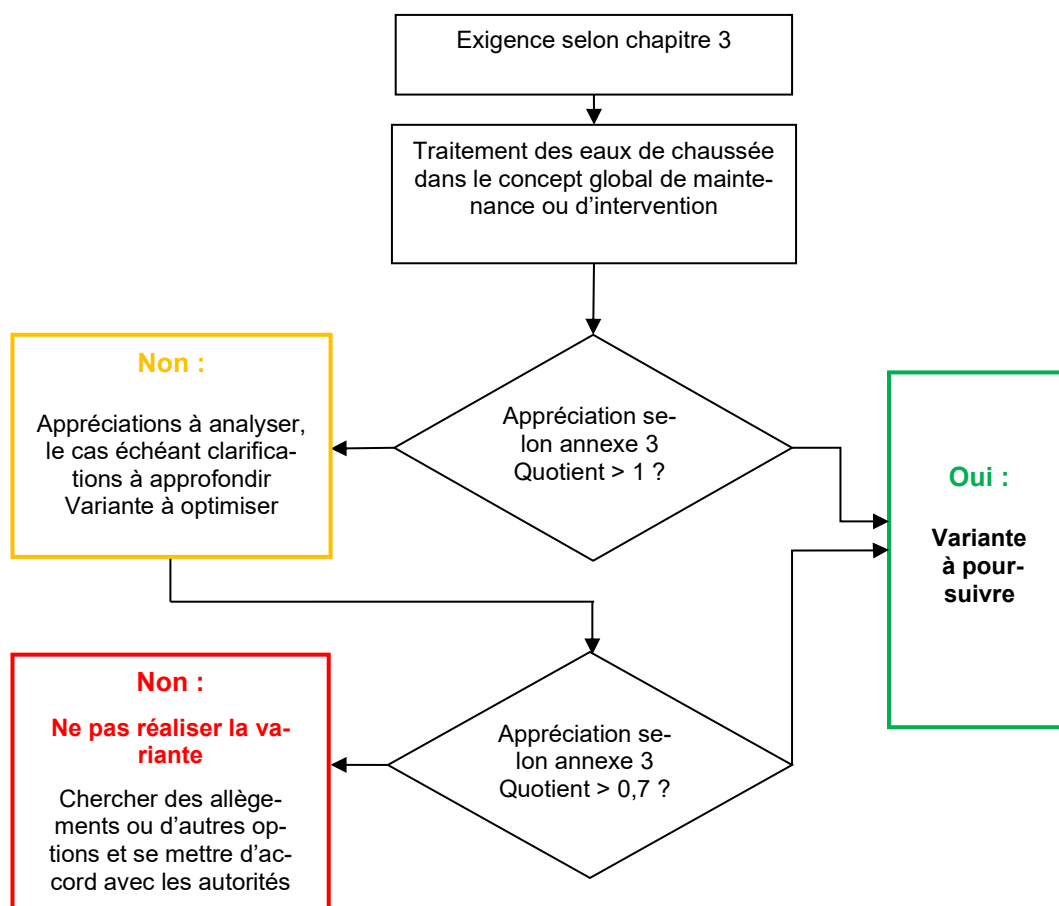 Exigence selon chapitre 3
Traitement des eaux de chaussée
dans le concept global de mainte-
nance ou d'intervention
Non :
Appréciations à analyser,
le cas échéant clarifica-
tions à approfondir
Variante à optimiser
Appréciation se-
lon annexe 3
Quotient > 1 ?
Oui :
Variante
à pour-
suivre
Non :
Ne pas réaliser la va-
riante
Chercher des allège-
ments ou d'autres op-
tions et se mettre d'ac-
cord avec les autorités
Appréciation se-
lon annexe 3
Quotient > 0,7 ?